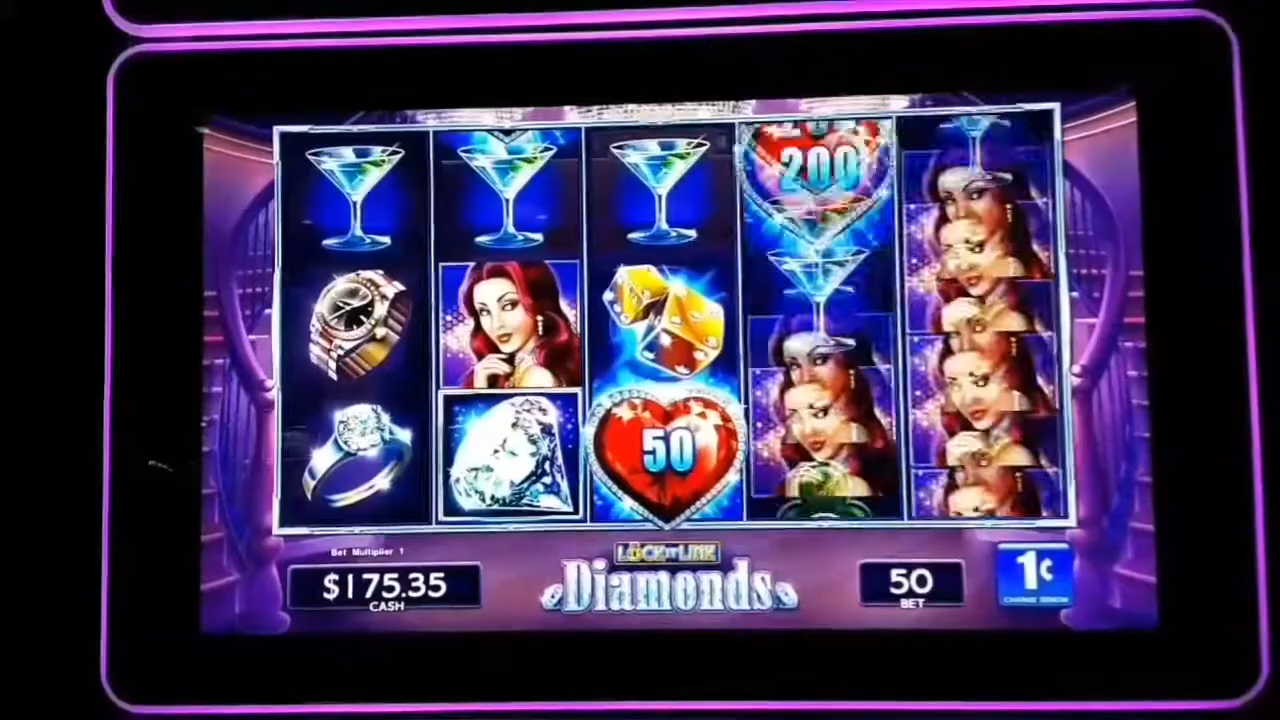 200
50
Bet Multiplier 1
LOCK IT LINK
Diamonds
$175.35
CASH
50
BET
1¢
CHANGE DENOM